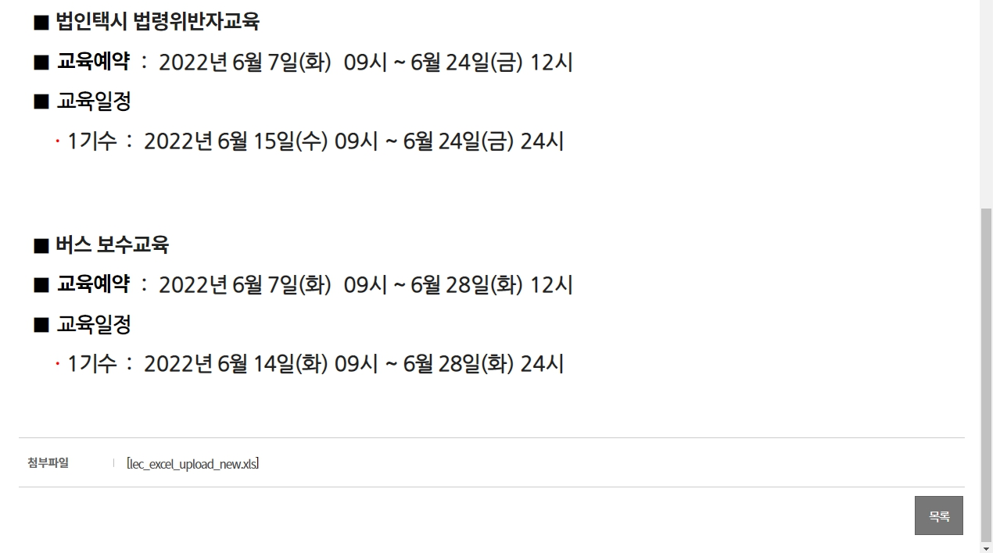 ■ 법인택시 법령위반자교육
■ 교육예약 : 2022년 6월 7일(화) 09시 ~ 6월 24일(금) 12시
■ 교육일정
· 1기수 : 2022년 6월 15일(수) 09시 ~ 6월 24일(금) 24시
■ 버스 보수교육
■ 교육예약 : 2022년 6월 7일(화) 09시 ~ 6월 28일(화) 12시
■ 교육일정
· 1기수 : 2022년 6월 14일(화) 09시 ~ 6월 28일(화) 24시
첨부파일 [lec_excel_upload_new.xls]
목록